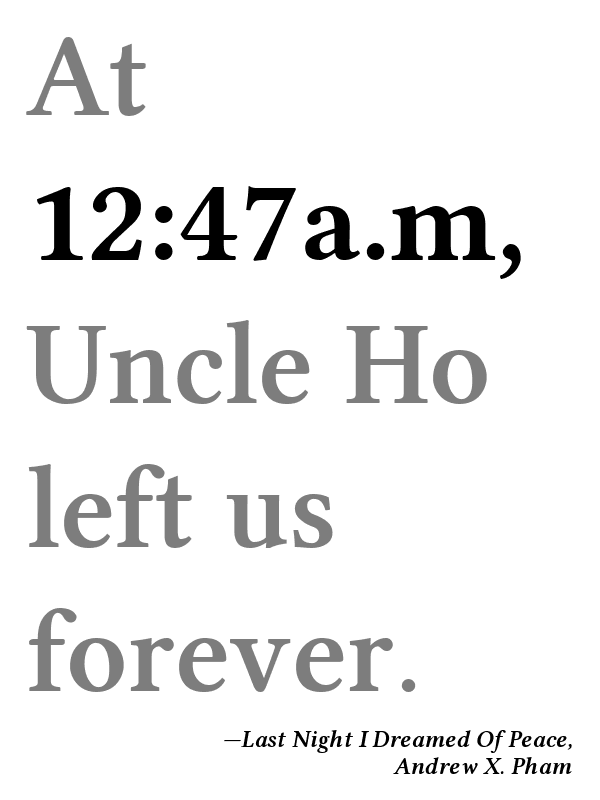 At
12:47a.m,
Uncle Ho
left us
forever.
—Last Night I Dreamed Of Peace,
Andrew X. Pham